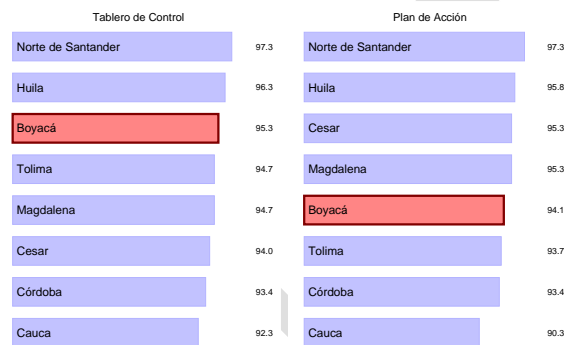 Tablero de Control
Norte de Santander 97.3
Huila 96.3
Boyacá 95.3
Tolima 94.7
Magdalena 94.7
Cesar 94.0
Córdoba 93.4
Cauca 92.3
Plan de Acción
Norte de Santander 97.3
Huila 95.8
Cesar 95.3
Magdalena 95.3
Boyacá 94.1
Tolima 93.7
Córdoba 93.4
Cauca 90.3